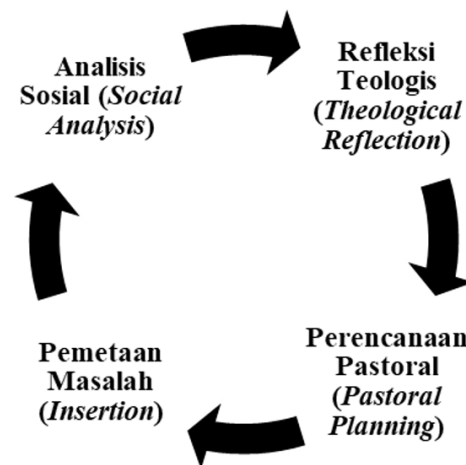 Analisis
Sosial (Social
Analysis)
Refleksi
Teologis
(Theological
Reflection)
Perencanaan
Pastoral
(Pastoral
Planning)
Pemetaan
Masalah
(Insertion)